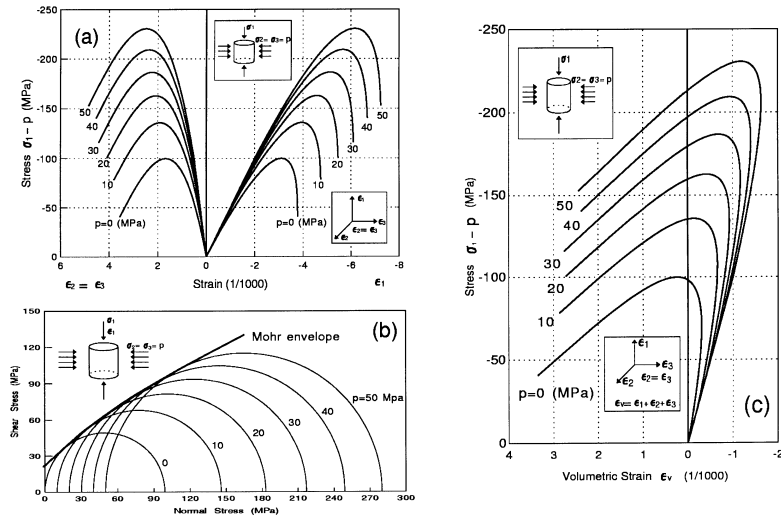 (a)
Stress σ₁ – p (MPa)
-250
-200
-150
-100
-50
0
σ₁
σ₂= σ₃= p
50
40
30
20
10
p=0 (MPa)
50
40
30
20
10
p=0 (MPa)
ϵ₁
ϵ₃
ϵ₂
ϵ₂= ϵ₃
6 4 2 0 -2 -4 -6 -8
ϵ₂= ϵ₃ Strain (1/1000) ϵ₁
(b)
Shear Stress (MPa)
150
120
90
60
30
0
σ₁
ϵ₁
σ₂= σ₃= p
Mohr envelope
p=50 Mpa
40
30
20
10
0
0 30 60 90 120 150 180 210 240 270 300
Normal Stress (MPa)
(c)
Stress σ₁ – p (MPa)
-250
-200
-150
-100
-50
0
σ₁
σ₂= σ₃= p
50
40
30
20
10
p=0 (MPa)
ϵ₁
ϵ₃
ϵ₂
ϵ₂= ϵ₃
ϵv= ϵ₁+ϵ₂+ϵ₃
4 3 2 1 0 -1 -2
Volumetric Strain ϵv (1/1000)